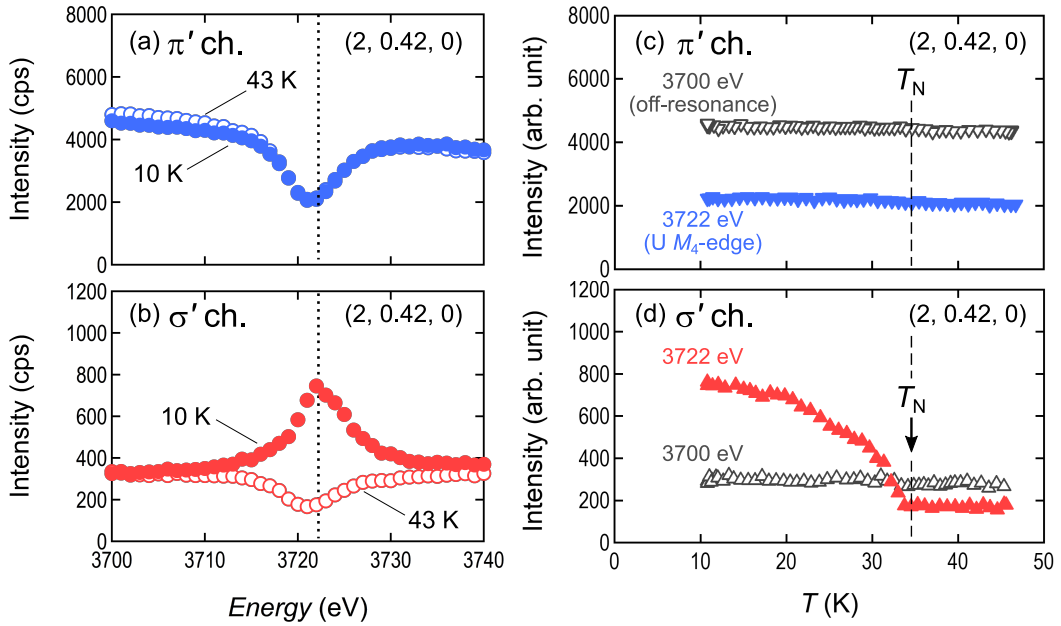 (a) π′ ch.
(2, 0.42, 0)
43 K
10 K
Intensity (cps)
8000
6000
4000
2000
0
(b) σ′ ch.
(2, 0.42, 0)
10 K
43 K
Intensity (cps)
1200
1000
800
600
400
200
0
3700
3710
3720
3730
3740
Energy (eV)
(c) π′ ch.
(2, 0.42, 0)
3700 eV
(off-resonance)
T_N
3722 eV
(U M₄-edge)
Intensity (arb. unit)
8000
6000
4000
2000
0
(d) σ′ ch.
(2, 0.42, 0)
3722 eV
T_N
3700 eV
Intensity (arb. unit)
1200
1000
800
600
400
200
0
0
10
20
30
40
50
T (K)